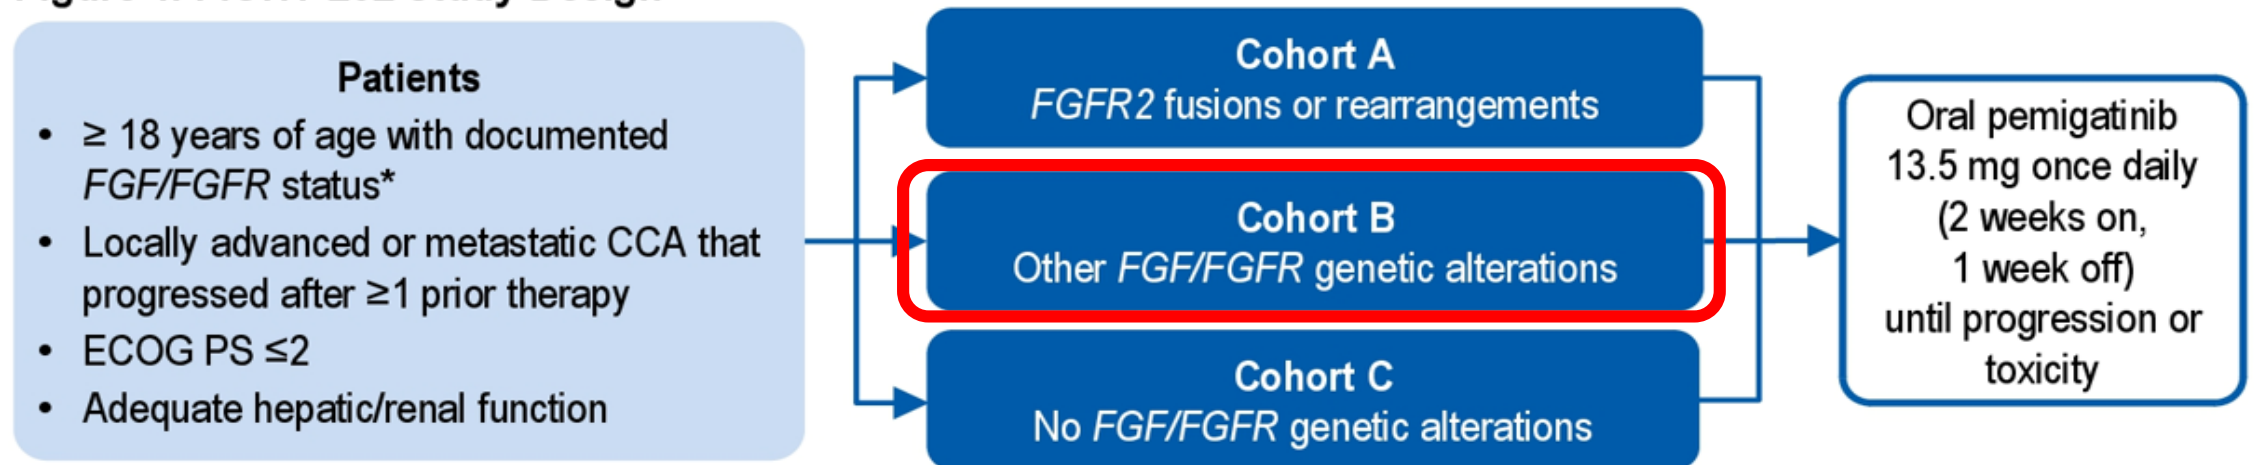 Patients
• ≥ 18 years of age with documented
FGF/FGFR status*
• Locally advanced or metastatic CCA that
progressed after ≥1 prior therapy
• ECOG PS ≤2
• Adequate hepatic/renal function
Cohort A
FGFR2 fusions or rearrangements
Cohort B
Other FGF/FGFR genetic alterations
Cohort C
No FGF/FGFR genetic alterations
Oral pemigatinib
13.5 mg once daily
(2 weeks on,
1 week off)
until progression or
toxicity